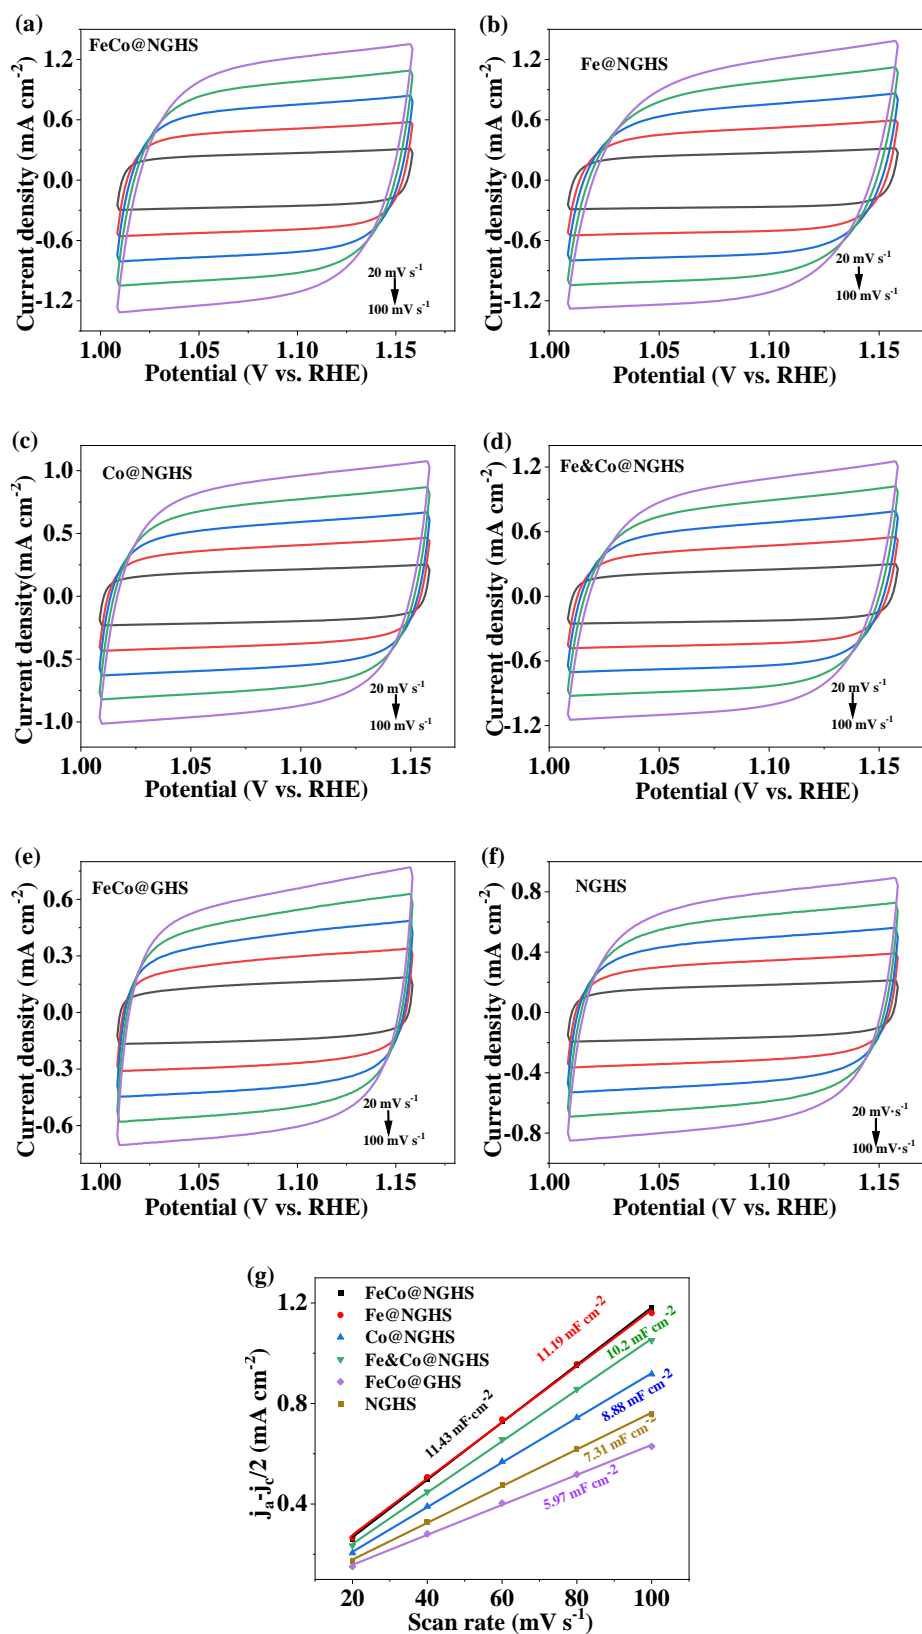 (a)
FeCo@NGHS
Current density (mA cm⁻²)
1.2
0.6
0.0
-0.6
-1.2
20 mV s⁻¹
100 mV s⁻¹
1.00 1.05 1.10 1.15
Potential (V vs. RHE)
(b)
Fe@NGHS
Current density (mA cm⁻²)
1.2
0.6
0.0
-0.6
-1.2
20 mV s⁻¹
100 mV s⁻¹
1.00 1.05 1.10 1.15
Potential (V vs. RHE)
(c)
Co@NGHS
Current density(mA cm⁻²)
1.0
0.5
0.0
-0.5
-1.0
20 mV s⁻¹
100 mV s⁻¹
1.00 1.05 1.10 1.15
Potential (V vs. RHE)
(d)
Fe&Co@NGHS
Current density (mA cm⁻²)
1.2
0.6
0.0
-0.6
-1.2
20 mV s⁻¹
100 mV s⁻¹
1.00 1.05 1.10 1.15
Potential (V vs. RHE)
(e)
FeCo@GHS
Current density (mA cm⁻²)
0.6
0.3
0.0
-0.3
-0.6
20 mV s⁻¹
100 mV s⁻¹
1.00 1.05 1.10 1.15
Potential (V vs. RHE)
(f)
NGHS
Current density (mA cm⁻²)
0.8
0.4
0.0
-0.4
-0.8
20 mV·s⁻¹
100 mV·s⁻¹
1.00 1.05 1.10 1.15
Potential (V vs. RHE)
(g)
FeCo@NGHS
Fe@NGHS
Co@NGHS
Fe&Co@NGHS
FeCo@GHS
NGHS
jₐ-j꜀/2 (mA cm⁻²)
1.2
0.8
0.4
11.43 mF·cm⁻²
11.19 mF cm⁻²
10.2 mF cm⁻²
8.88 mF cm⁻²
7.31 mF cm⁻²
5.97 mF cm⁻²
20 40 60 80 100
Scan rate (mV s⁻¹)